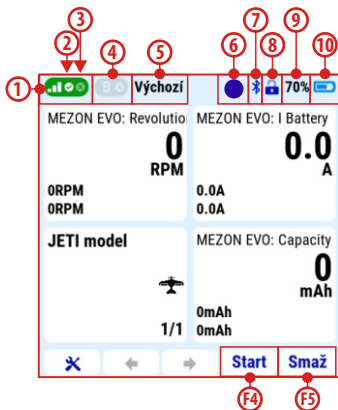 3
2
4
5
6
7
8
9
10
1
B
Výchozí
70%
MEZON EVO: Revolutio
0
RPM
0RPM
0RPM
MEZON EVO: I Battery
0.0
A
0.0A
0.0A
JETI model
1/1
MEZON EVO: Capacity
0
mAh
0mAh
0mAh
Start
Smaž
F4
F5